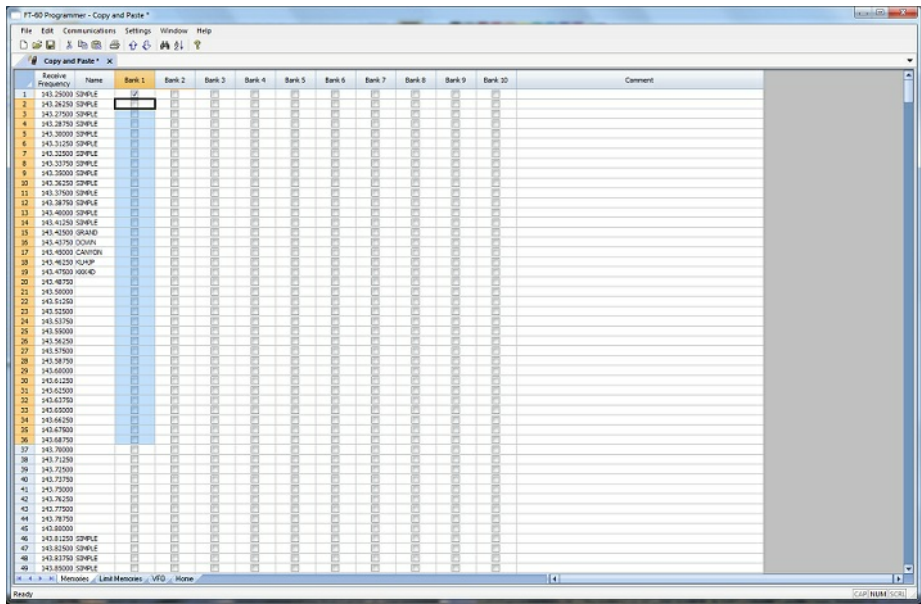 FT-60 Programmer - Copy and Paste *
File Edit Communications Settings Window Help
Copy and Paste * X
Receive Frequency Name Bank 1 Bank 2 Bank 3 Bank 4 Bank 5 Bank 6 Bank 7 Bank 8 Bank 9 Bank 10 Comment
1 143.25000 SIMPLE
2 143.26250 SIMPLE
3 143.27500 SIMPLE
4 143.28750 SIMPLE
5 143.30000 SIMPLE
6 143.31250 SIMPLE
7 143.32500 SIMPLE
8 143.33750 SIMPLE
9 143.35000 SIMPLE
10 143.36250 SIMPLE
11 143.37500 SIMPLE
12 143.38750 SIMPLE
13 143.40000 SIMPLE
14 143.41250 SIMPLE
15 143.42500 GRAND
16 143.43750 DOWN
17 143.45000 CANYON
18 143.46250
19 143.47500
20 143.48750
21 143.50000
22 143.51250
23 143.52500
24 143.53750
25 143.55000
26 143.56250
27 143.57500
28 143.58750
29 143.60000
30 143.61250
31 143.62500
32 143.63750
33 143.65000
34 143.66250
35 143.67500
36 143.68750
37 143.70000
38 143.71250
39 143.72500
40 143.73750
41 143.75000
42 143.76250
43 143.77500
44 143.78750
45 143.80000
46 143.81250 SIMPLE
47 143.82500 SIMPLE
48 143.83750 SIMPLE
49 143.85000 SIMPLE
Memories Limit Memories VFO Home
Ready CAP NUM SCRL